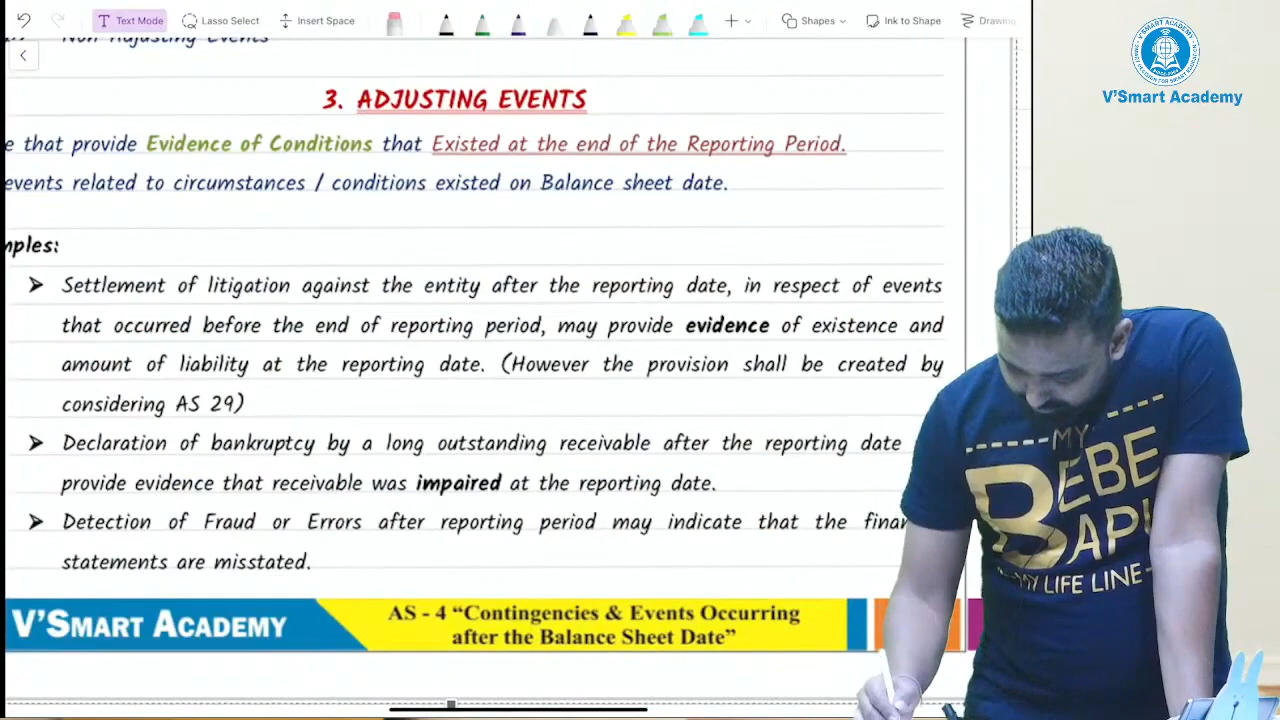 Text Mode
Lasso Select
Insert Space
Shapes
Ink to Shape
Drawing
Non Adjusting Events
3. ADJUSTING EVENTS
that provide Evidence of Conditions that Existed at the end of the Reporting Period.
events related to circumstances / conditions existed on Balance sheet date.
➤ Settlement of litigation against the entity after the reporting date, in respect of events
that occurred before the end of reporting period, may provide evidence of existence and
amount of liability at the reporting date. (However the provision shall be created by
considering AS 29)
➤ Declaration of bankruptcy by a long outstanding receivable after the reporting date
provide evidence that receivable was impaired at the reporting date.
➤ Detection of Fraud or Errors after reporting period may indicate that the
statements are misstated.
V'SMART ACADEMY
AS - 4 “Contingencies & Events Occurring
after the Balance Sheet Date”
V'Smart Academy
MY
BEBE
BAPU
MY LIFE LINE